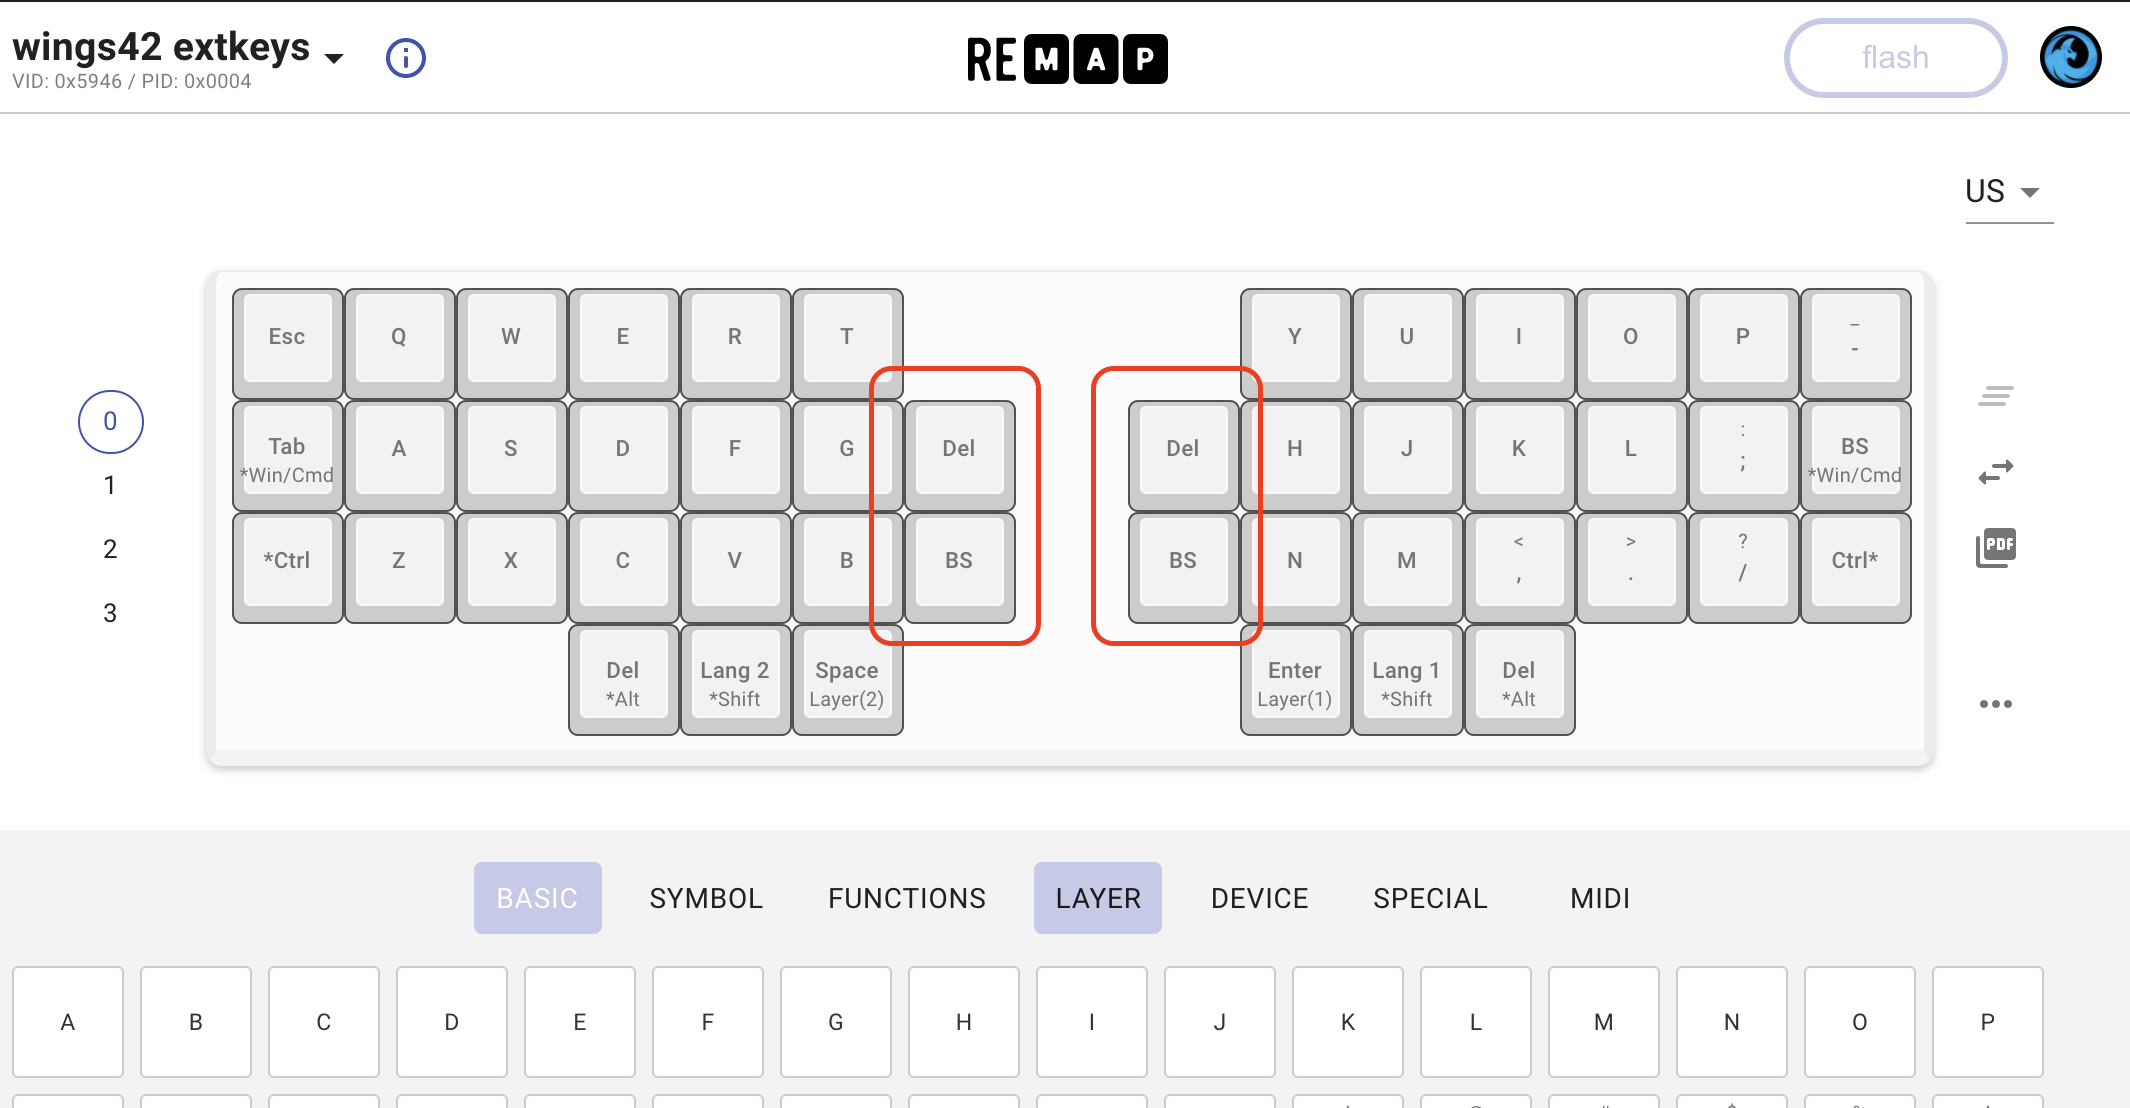 wings42 extkeys
VID: 0x5946 / PID: 0x0004
REMAP
flash
US
Esc Q W E R T Y U I O P _ -
0
1
2
3
Tab *Win/Cmd A S D F G Del Del H J K L : ; BS *Win/Cmd
*Ctrl Z X C V B BS BS N M < , > . ? / Ctrl*
Del *Alt Lang 2 *Shift Space Layer(2) Enter Layer(1) Lang 1 *Shift Del *Alt
PDF
BASIC SYMBOL FUNCTIONS LAYER DEVICE SPECIAL MIDI
A B C D E F G H I J K L M N O P